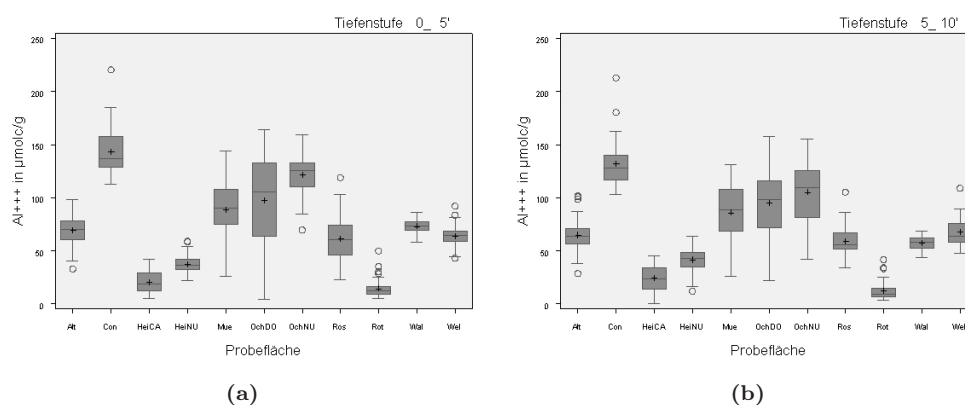 Tiefenstufe 0_ 5'
Al+++ in µmolc/g
250
200
150
100
50
0
Alt Con HeiCA HeiNU Mue OchDO OchNU Ros Rot Wal Wel
Probefläche
(a)
Tiefenstufe 5_ 10'
Al+++ in µmolc/g
250
200
150
100
50
0
Alt Con HeiCA HeiNU Mue OchDO OchNU Ros Rot Wal Wel
Probefläche
(b)